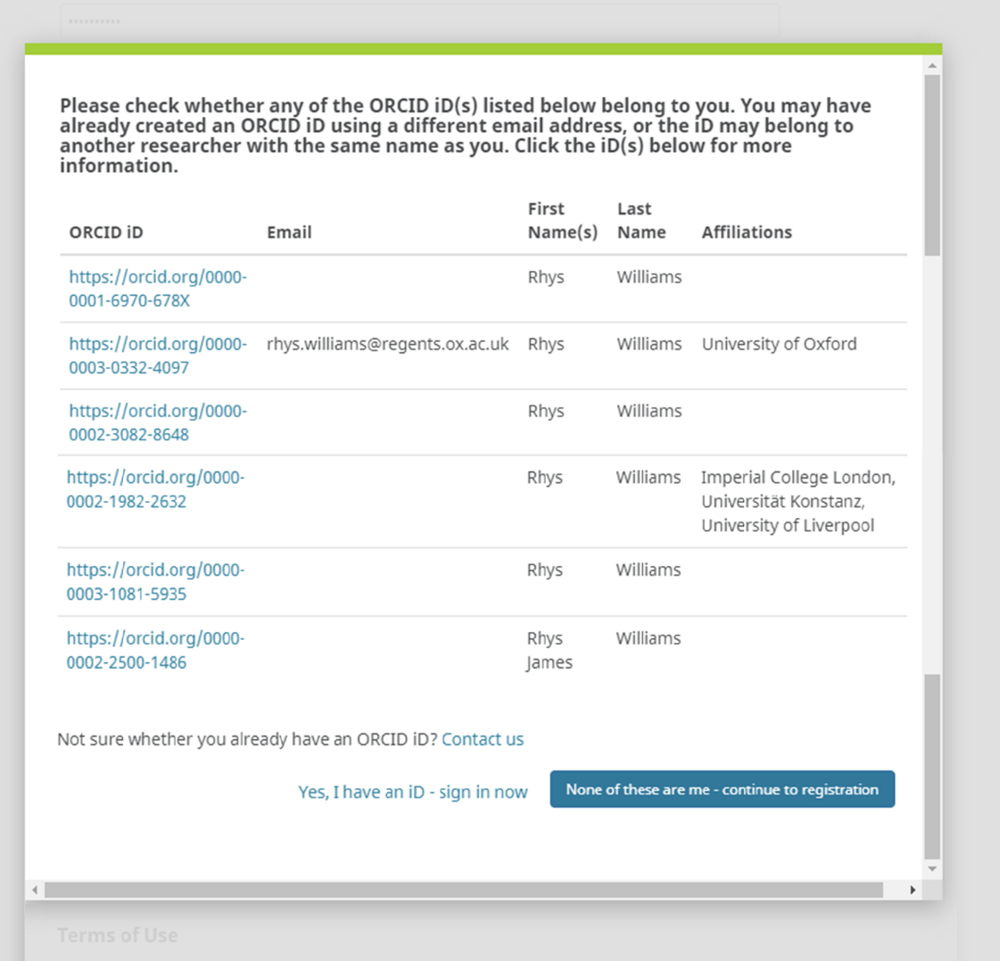 Please check whether any of the ORCID iD(s) listed below belong to you. You may have
already created an ORCID iD using a different email address, or the iD may belong to
another researcher with the same name as you. Click the iD(s) below for more
information.
ORCID iD Email First Name(s) Last Name Affiliations
https://orcid.org/0000- Rhys Williams
0001-6970-678X
https://orcid.org/0000- rhys.williams@regents.ox.ac.uk Rhys Williams University of Oxford
0003-0332-4097
https://orcid.org/0000- Rhys Williams
0002-3082-8648
https://orcid.org/0000- Rhys Williams Imperial College London,
0002-1982-2632 Universität Konstanz,
University of Liverpool
https://orcid.org/0000- Rhys Williams
0003-1081-5935
https://orcid.org/0000- Rhys Williams
0002-2500-1486 James
Not sure whether you already have an ORCID iD? Contact us
Yes, I have an iD - sign in now None of these are me - continue to registration
Terms of Use